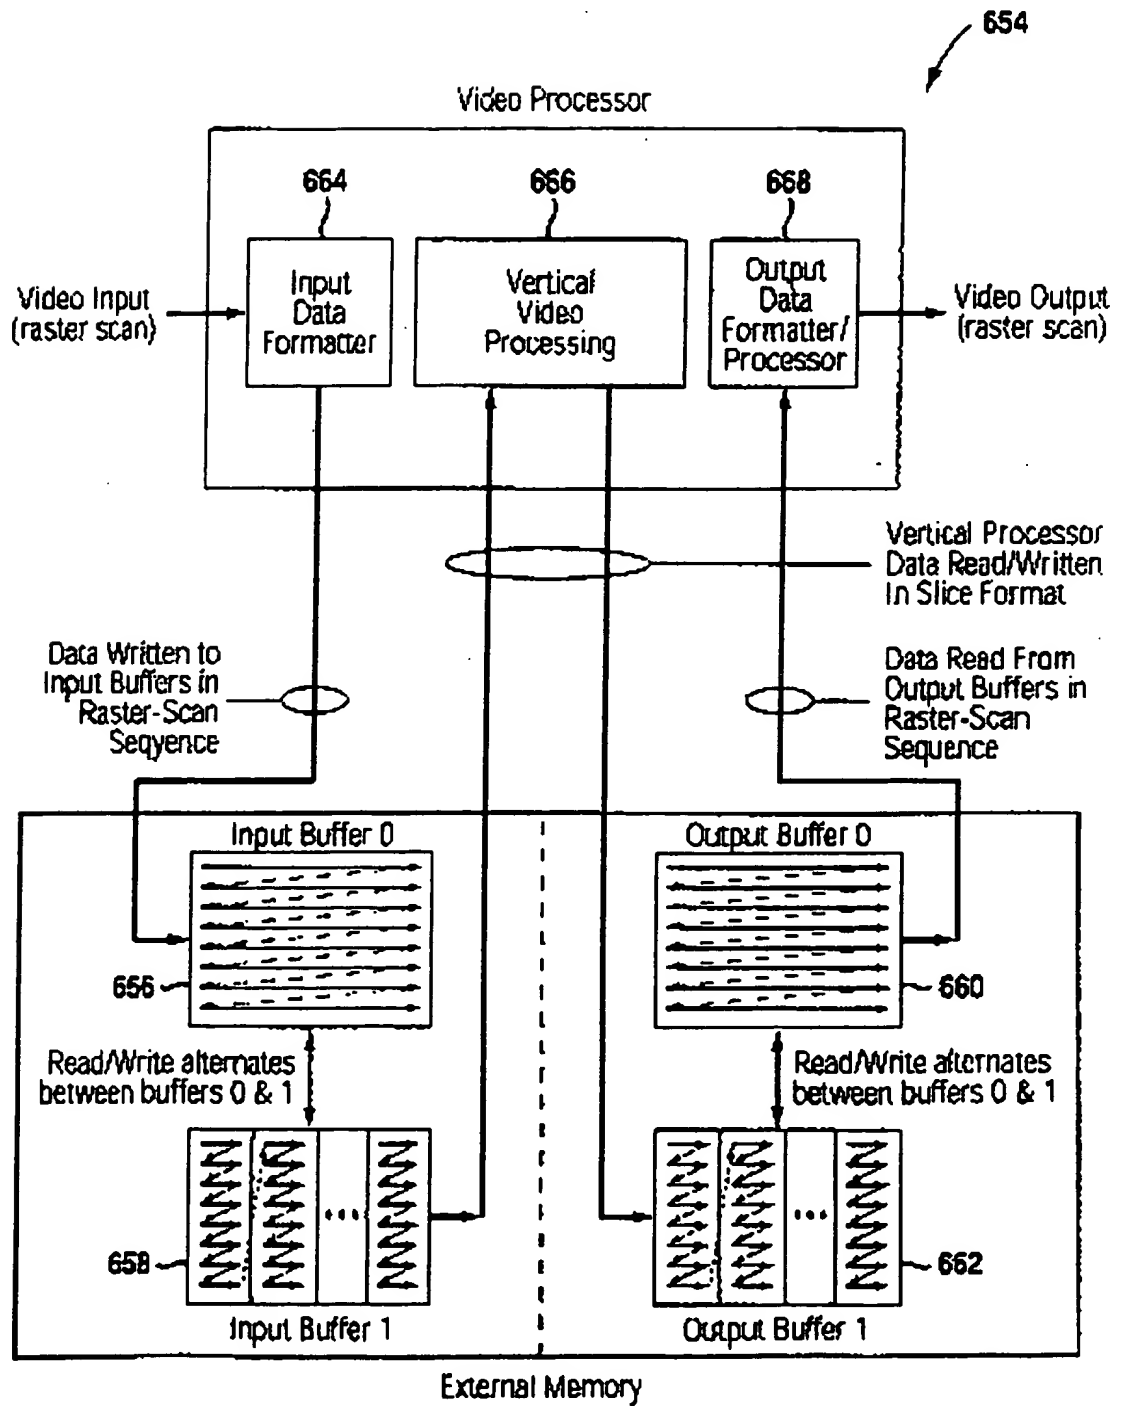 654
Video Processor
664
666
668
Input
Data
Formatter
Vertical
Video
Processing
Output
Data
Formatter/
Processor
Video Input
(raster scan)
Video Output
(raster scan)
Vertical Processor
Data Read/Written
In Slice Format
Data Written to
Input Buffers in
Raster-Scan
Seqyence
Data Read From
Output Buffers in
Raster-Scan
Sequence
Input Buffer 0
Output Buffer 0
656
660
Read/Write alternates
between buffers 0 & 1
Read/Write alternates
between buffers 0 & 1
658
662
Input Buffer 1
Output Buffer 1
External Memory